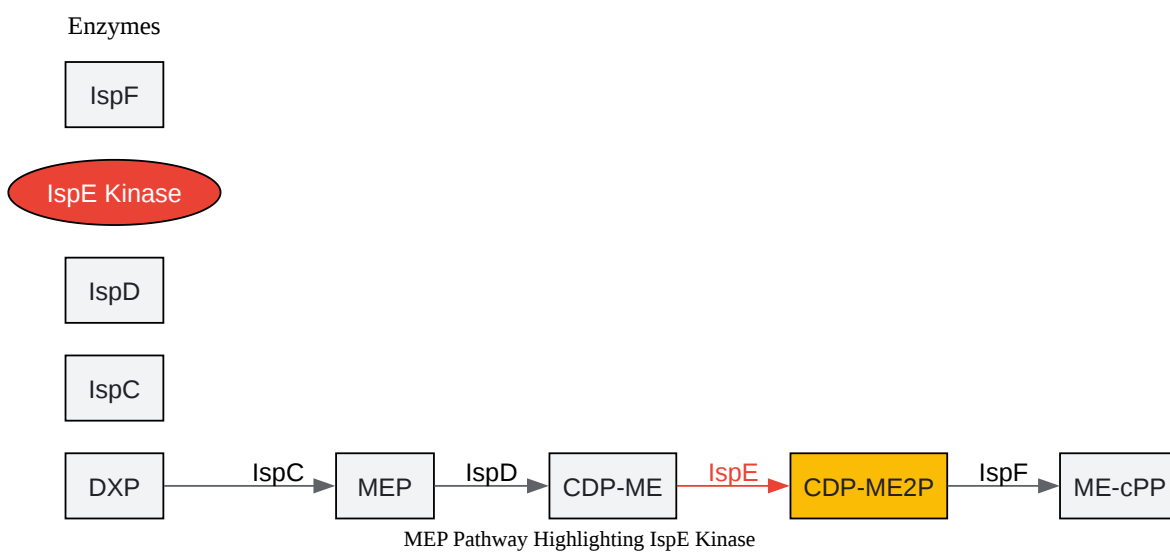 Enzymes
IspF
IspE Kinase
IspD
IspC
DXP
IspC
MEP
IspD
CDP-ME
IspE
CDP-ME2P
IspF
ME-cPP
MEP Pathway Highlighting IspE Kinase